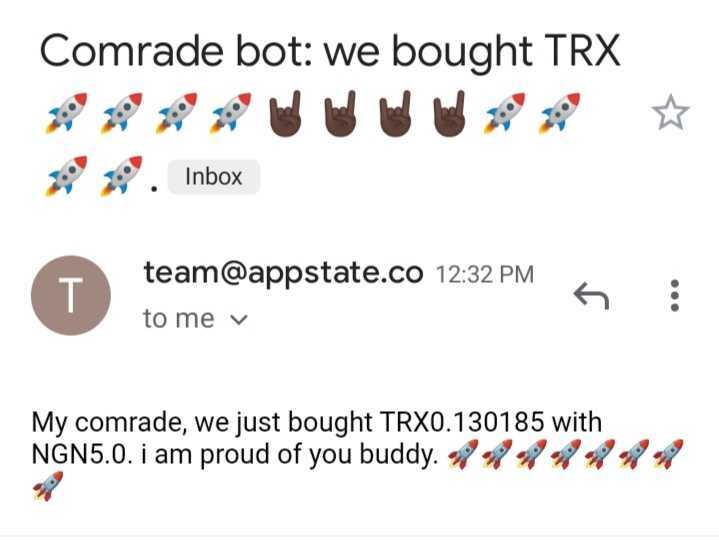 Comrade bot: we bought TRX
🚀🚀🚀🚀🤘🏿🤘🏿🤘🏿🤘🏿🚀🚀
🚀🚀. Inbox
T
team@appstate.co 12:32 PM
to me
My comrade, we just bought TRX0.130185 with
NGN5.0. i am proud of you buddy. 🚀🚀🚀🚀🚀🚀🚀
🚀